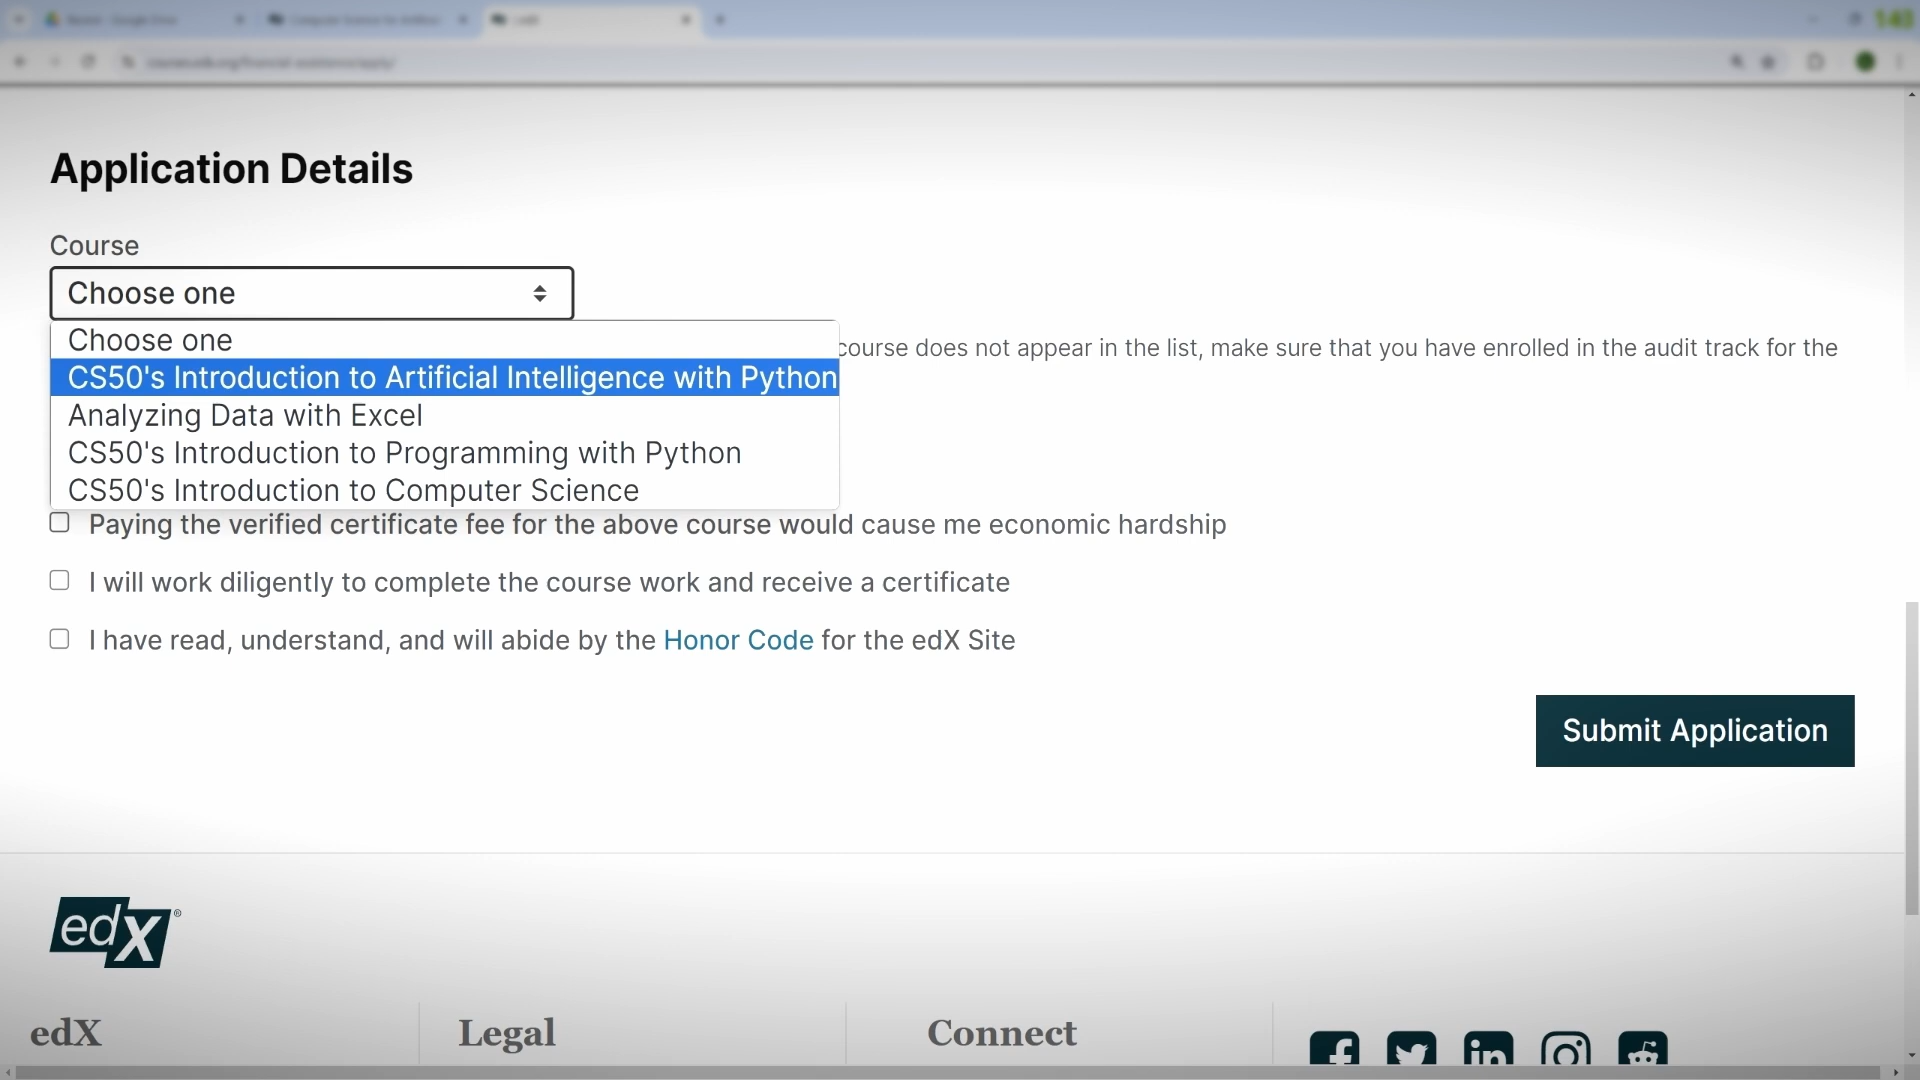 Application Details
Course
Choose one
Choose one
course does not appear in the list, make sure that you have enrolled in the audit track for the
CS50's Introduction to Artificial Intelligence with Python
Analyzing Data with Excel
CS50's Introduction to Programming with Python
CS50's Introduction to Computer Science
Paying the verified certificate fee for the above course would cause me economic hardship
I will work diligently to complete the course work and receive a certificate
I have read, understand, and will abide by the Honor Code for the edX Site
Submit Application
edX®
edX
Legal
Connect